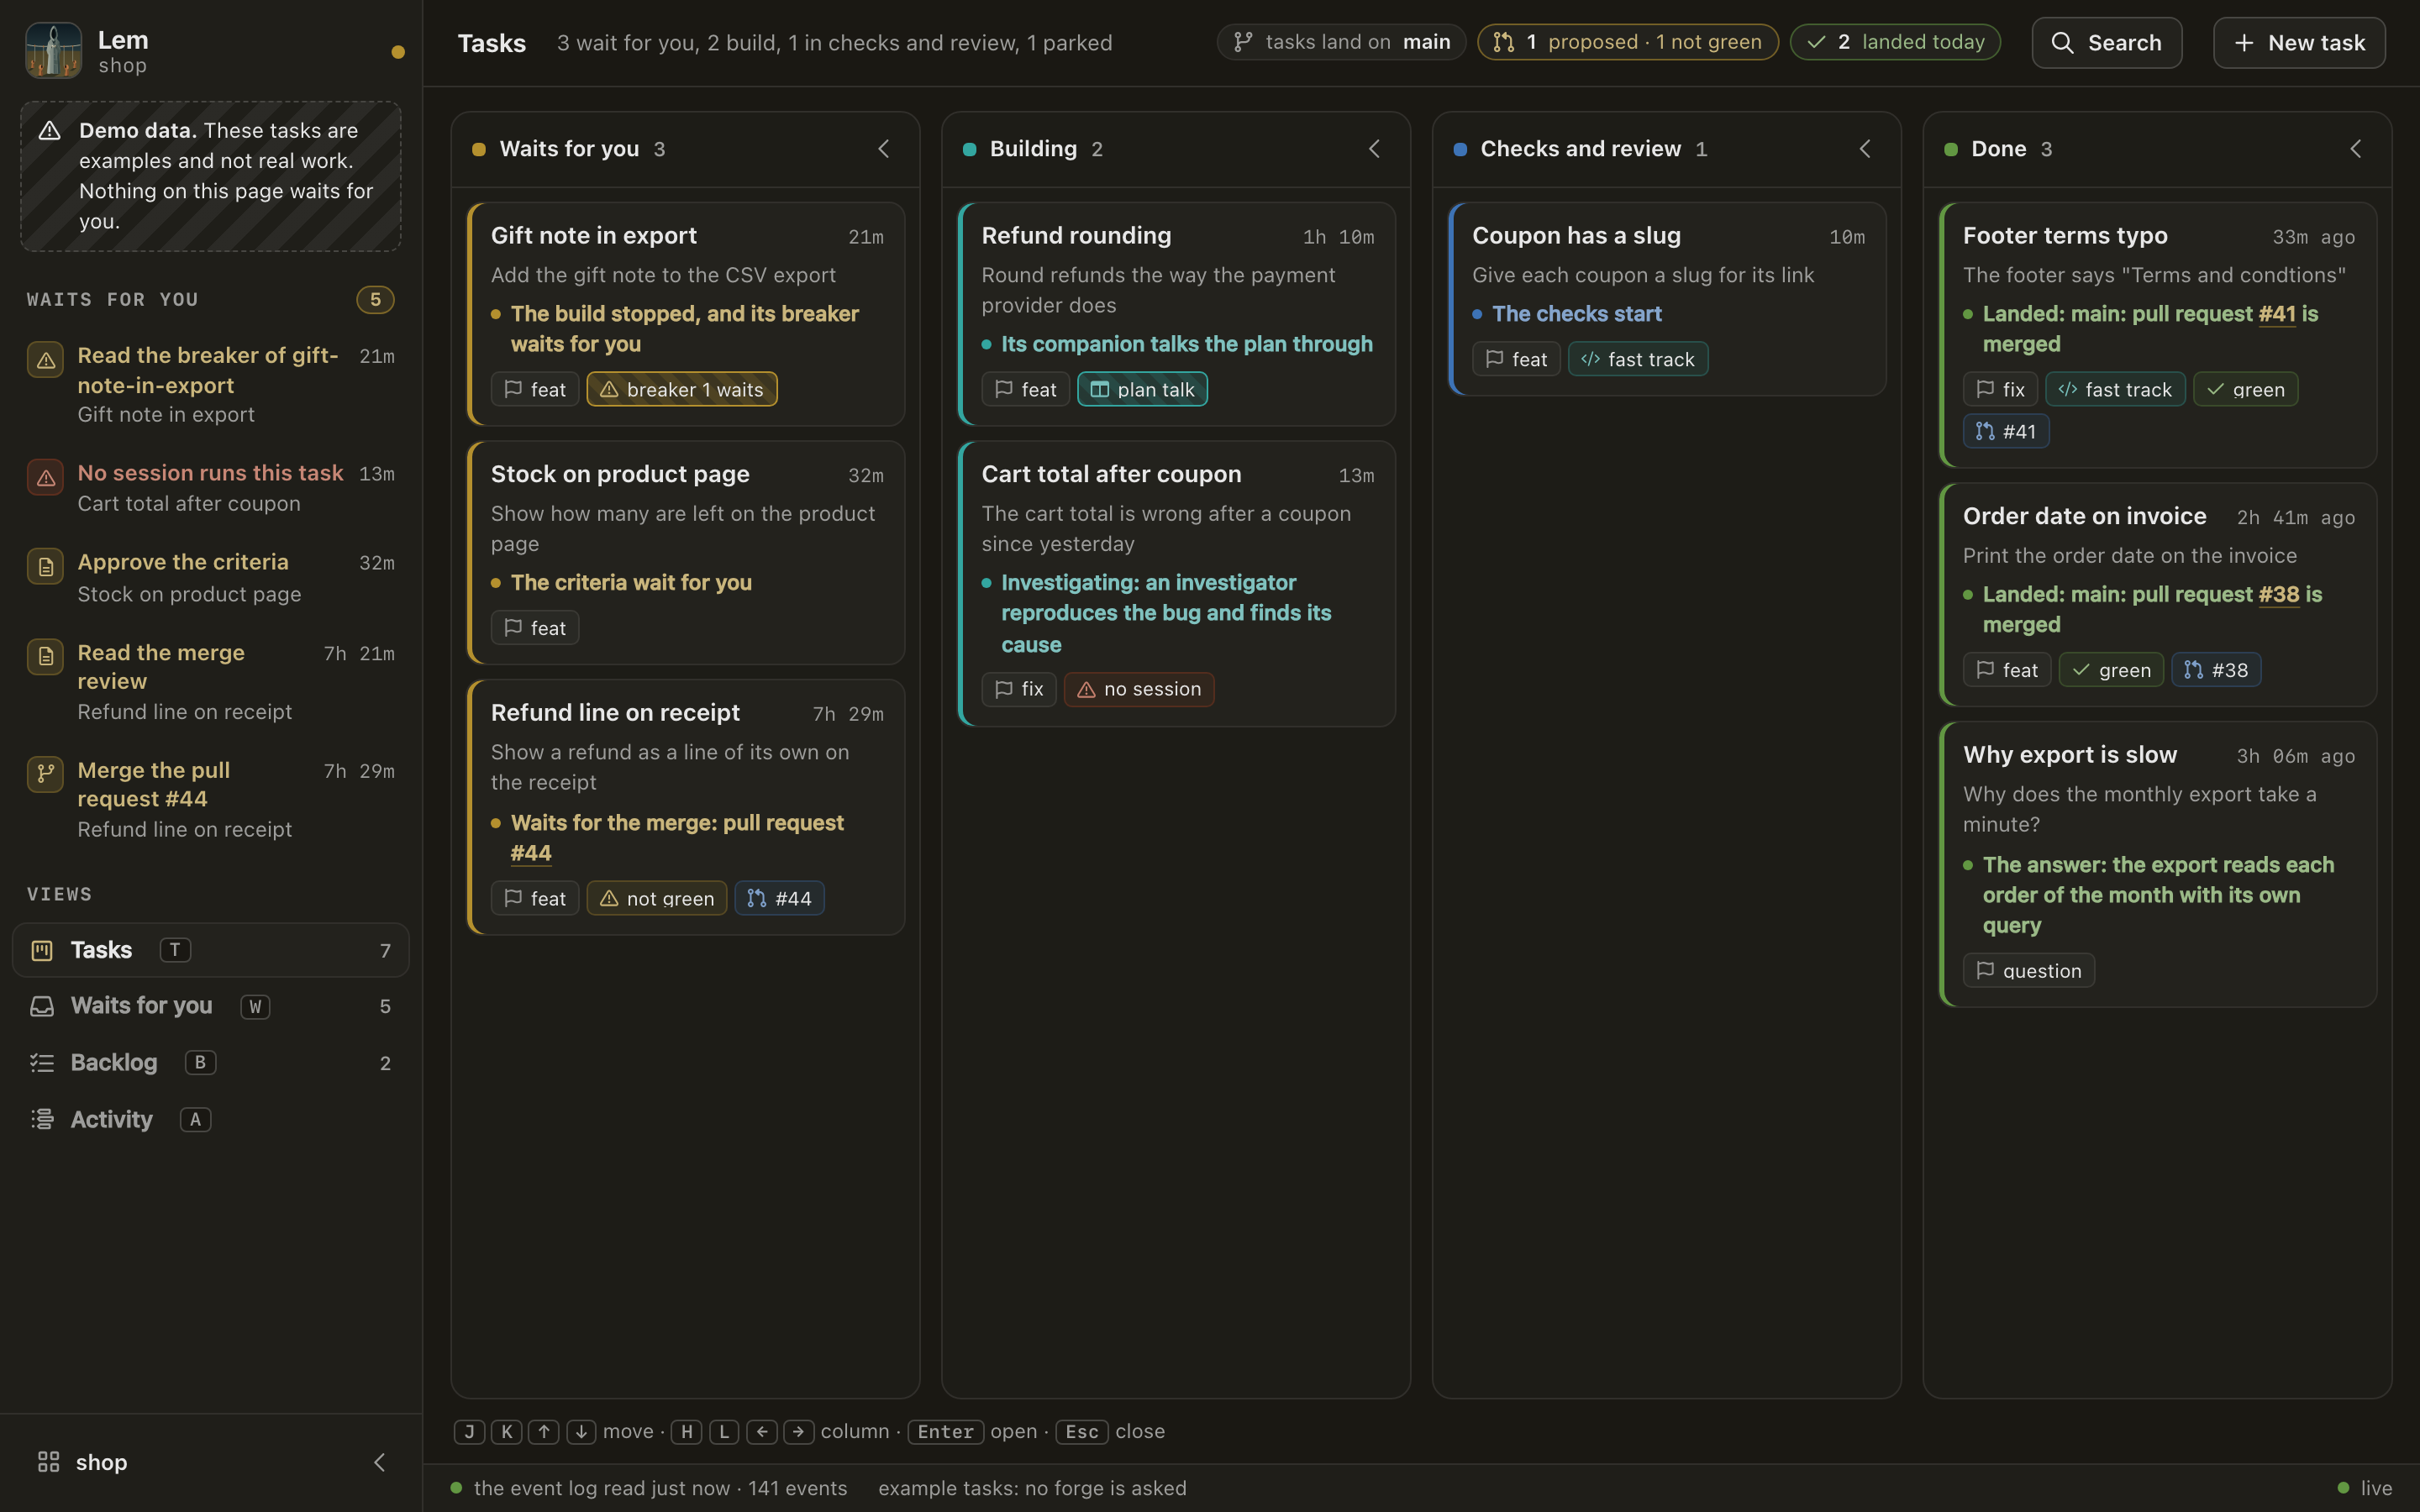 Lem
shop
Demo data. These tasks are
examples and not real work.
Nothing on this page waits for
you.
WAITS FOR YOU 5
Read the breaker of gift-
note-in-export 21m
Gift note in export
No session runs this task 13m
Cart total after coupon
Approve the criteria 32m
Stock on product page
Read the merge
review 7h 21m
Refund line on receipt
Merge the pull
request #44 7h 29m
Refund line on receipt
VIEWS
Tasks T 7
Waits for you W 5
Backlog B 2
Activity A
shop
Tasks 3 wait for you, 2 build, 1 in checks and review, 1 parked
tasks land on main
1 proposed · 1 not green
2 landed today
Search
New task
Waits for you 3
Gift note in export 21m
Add the gift note to the CSV export
The build stopped, and its breaker
waits for you
feat breaker 1 waits
Stock on product page 32m
Show how many are left on the product
page
The criteria wait for you
feat
Refund line on receipt 7h 29m
Show a refund as a line of its own on
the receipt
Waits for the merge: pull request
#44
feat not green #44
Building 2
Refund rounding 1h 10m
Round refunds the way the payment
provider does
Its companion talks the plan through
feat plan talk
Cart total after coupon 13m
The cart total is wrong after a coupon
since yesterday
Investigating: an investigator
reproduces the bug and finds its
cause
fix no session
Checks and review 1
Coupon has a slug 10m
Give each coupon a slug for its link
The checks start
feat fast track
Done 3
Footer terms typo 33m ago
The footer says "Terms and condtions"
Landed: main: pull request #41 is
merged
fix fast track green
#41
Order date on invoice 2h 41m ago
Print the order date on the invoice
Landed: main: pull request #38 is
merged
feat green #38
Why export is slow 3h 06m ago
Why does the monthly export take a
minute?
The answer: the export reads each
order of the month with its own
query
question
J K ↑ ↓ move · H L ← → column · Enter open · Esc close
the event log read just now · 141 events example tasks: no forge is asked
live